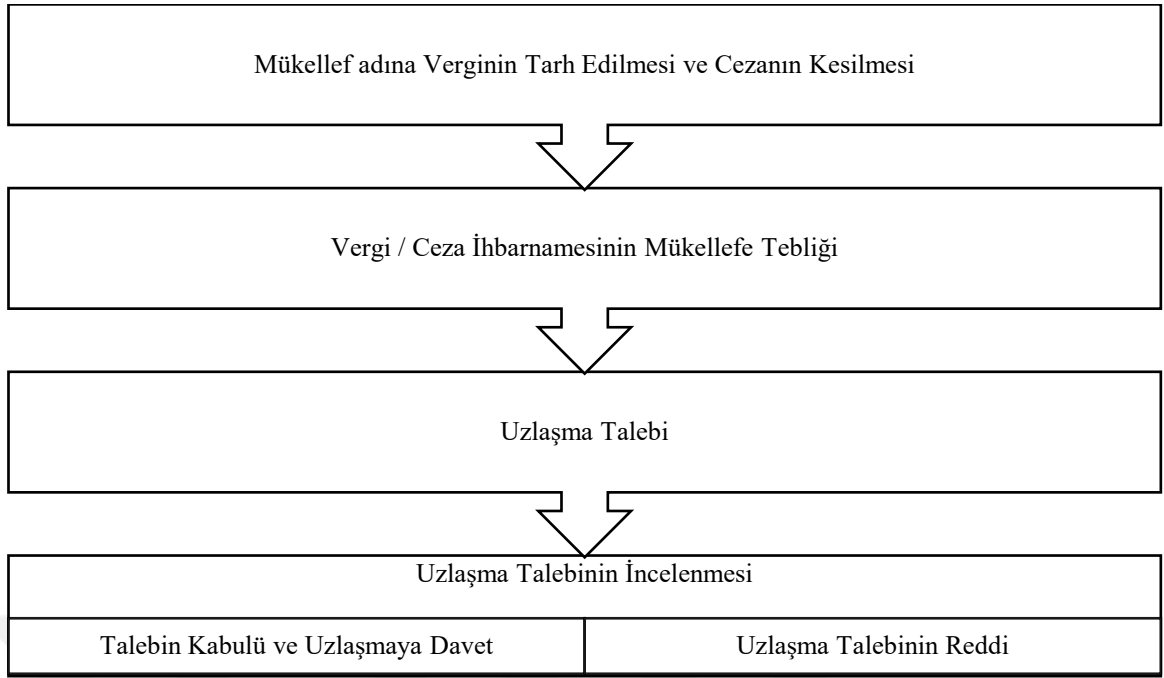 Mükellef adına Verginin Tarh Edilmesi ve Cezanın Kesilmesi
Vergi / Ceza İhbarnamesinin Mükellefe Tebliği
Uzlaşma Talebi
Uzlaşma Talebinin İncelenmesi
Talebin Kabulü ve Uzlaşmaya Davet
Uzlaşma Talebinin Reddi